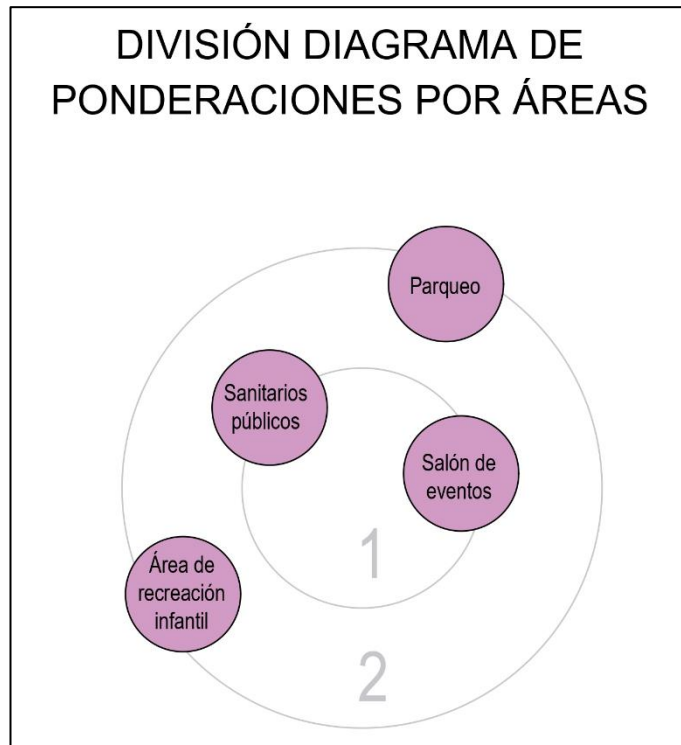 DIVISIÓN DIAGRAMA DE
PONDERACIONES POR ÁREAS
Parqueo
Sanitarios
públicos
Salón de
eventos
1
Área de
recreación
infantil
2